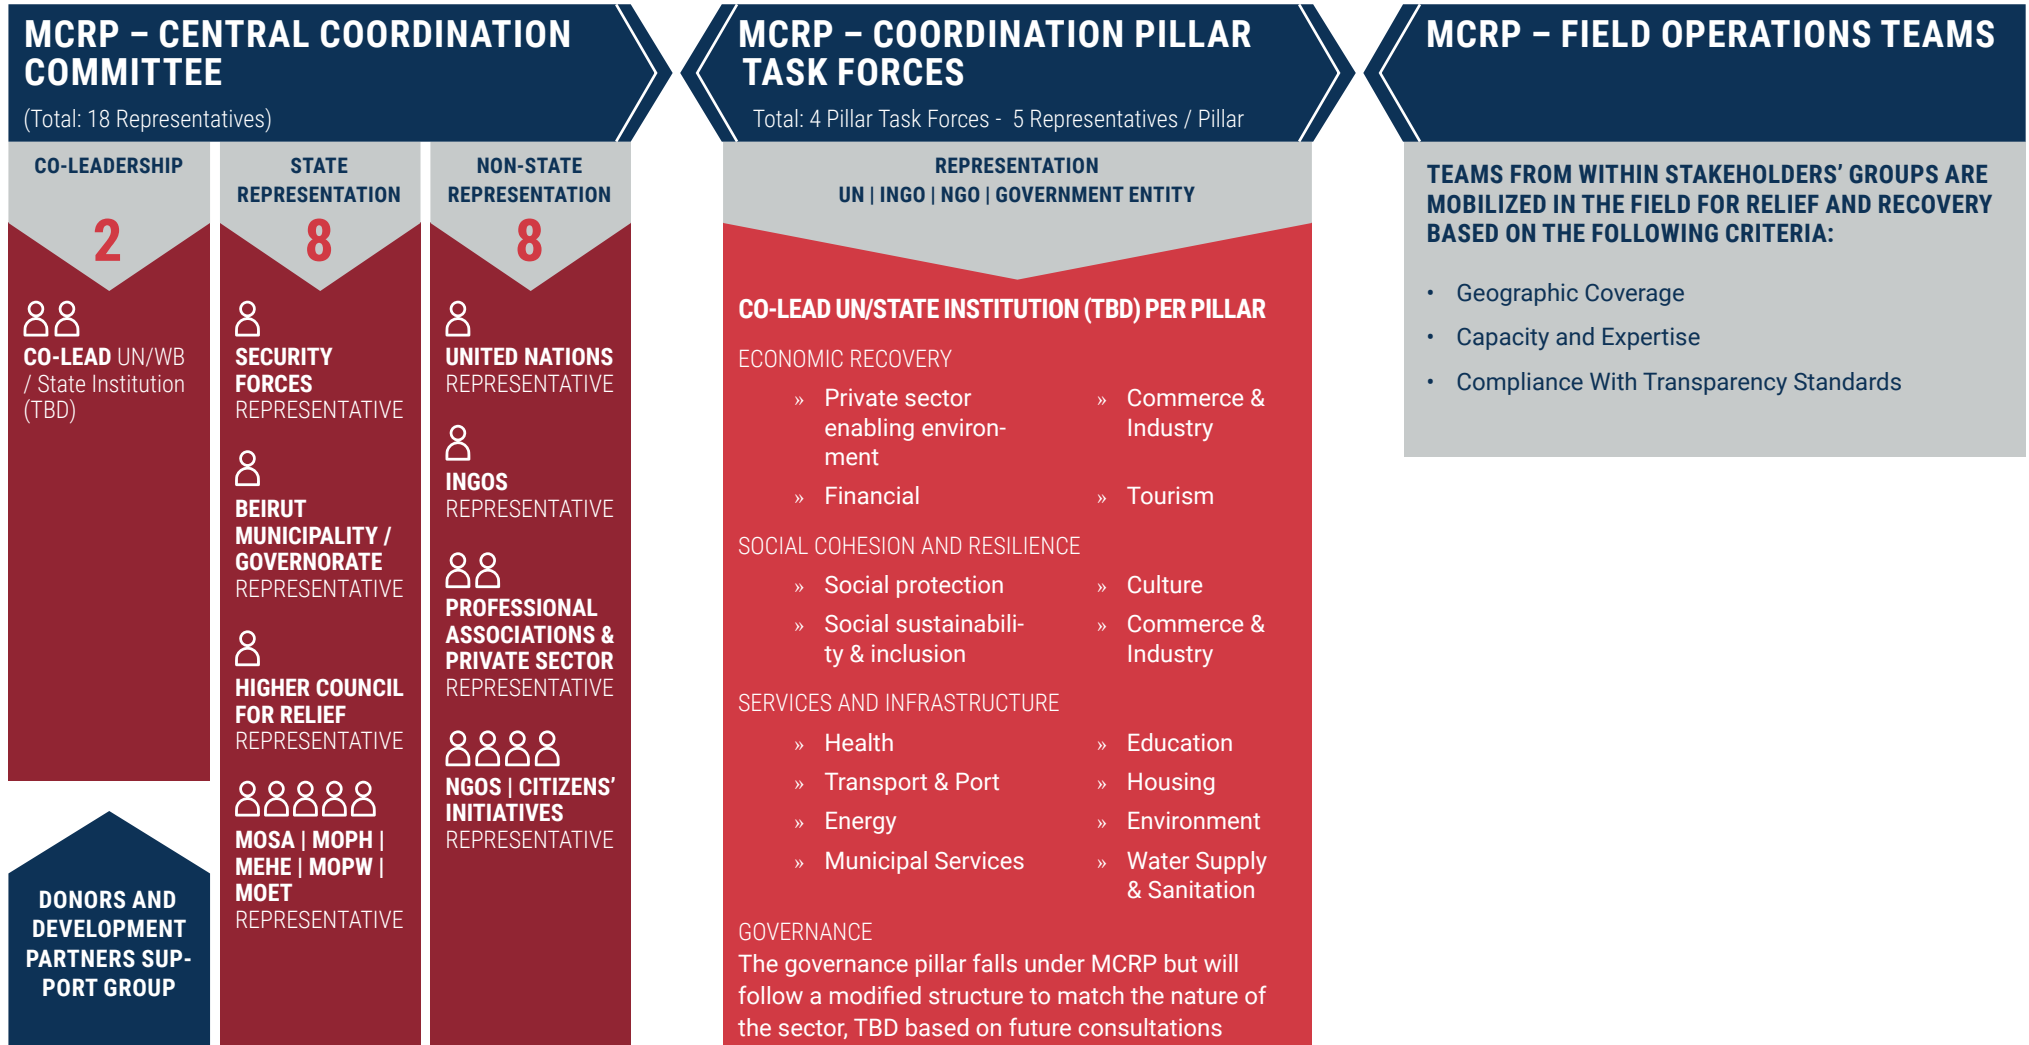 MCRP – CENTRAL COORDINATION
COMMITTEE
(Total: 18 Representatives)
CO-LEADERSHIP
2
CO-LEAD UN/WB
/ State Institution
(TBD)
DONORS AND
DEVELOPMENT
PARTNERS SUP-
PORT GROUP
STATE
REPRESENTATION
8
SECURITY
FORCES
REPRESENTATIVE
BEIRUT
MUNICIPALITY /
GOVERNORATE
REPRESENTATIVE
HIGHER COUNCIL
FOR RELIEF
REPRESENTATIVE
MOSA | MOPH |
MEHE | MOPW |
MOET
REPRESENTATIVE
NON-STATE
REPRESENTATION
8
UNITED NATIONS
REPRESENTATIVE
INGOS
REPRESENTATIVE
PROFESSIONAL
ASSOCIATIONS &
PRIVATE SECTOR
REPRESENTATIVE
NGOS | CITIZENS’
INITIATIVES
REPRESENTATIVE
MCRP – COORDINATION PILLAR
TASK FORCES
Total: 4 Pillar Task Forces - 5 Representatives / Pillar
REPRESENTATION
UN | INGO | NGO | GOVERNMENT ENTITY
CO-LEAD UN/STATE INSTITUTION (TBD) PER PILLAR
ECONOMIC RECOVERY
» Private sector
enabling environ-
ment
» Commerce &
Industry
» Financial
» Tourism
SOCIAL COHESION AND RESILIENCE
» Social protection
» Culture
» Social sustainabili-
ty & inclusion
» Commerce &
Industry
SERVICES AND INFRASTRUCTURE
» Health
» Education
» Transport & Port
» Housing
» Energy
» Environment
» Municipal Services
» Water Supply
& Sanitation
GOVERNANCE
The governance pillar falls under MCRP but will
follow a modified structure to match the nature of
the sector, TBD based on future consultations
MCRP – FIELD OPERATIONS TEAMS
TEAMS FROM WITHIN STAKEHOLDERS’ GROUPS ARE
MOBILIZED IN THE FIELD FOR RELIEF AND RECOVERY
BASED ON THE FOLLOWING CRITERIA:
• Geographic Coverage
• Capacity and Expertise
• Compliance With Transparency Standards